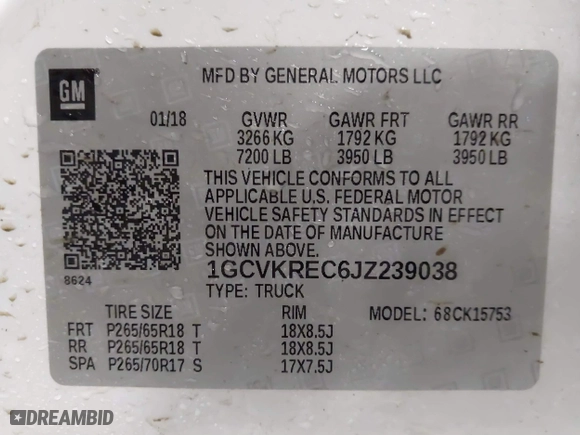 GM
MFD BY GENERAL MOTORS LLC
01/18 GVWR GAWR FRT GAWR RR
3266 KG 1792 KG 1792 KG
7200 LB 3950 LB 3950 LB
THIS VEHICLE CONFORMS TO ALL
APPLICABLE U.S. FEDERAL MOTOR
VEHICLE SAFETY STANDARDS IN EFFECT
ON THE DATE OF MANUFACTURE
SHOWN ABOVE.
8624
1GCVKREC6JZ239038
TYPE: TRUCK
MODEL: 68CK15753
TIRE SIZE RIM
FRT P265/65R18 T 18X8.5J
RR P265/65R18 T 18X8.5J
SPA P265/70R17 S 17X7.5J
DREAMBID